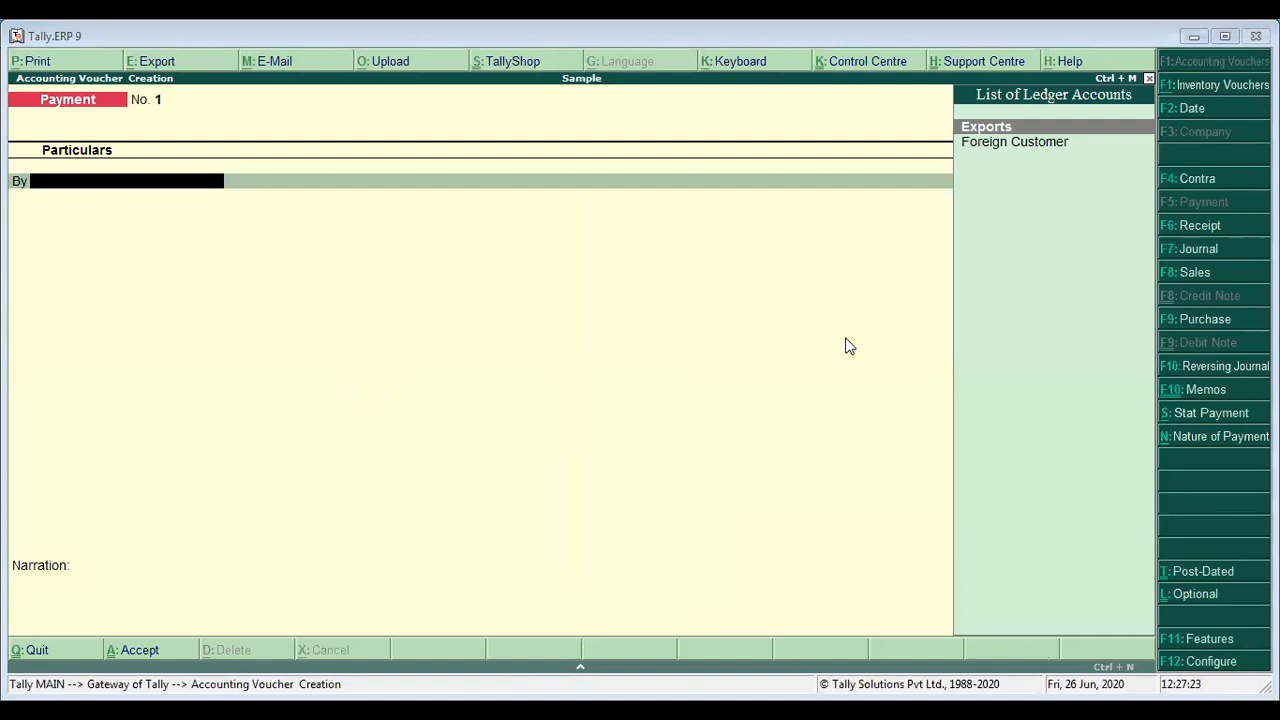 Tally.ERP 9
P: Print E: Export M: E-Mail O: Upload S: TallyShop G: Language K: Keyboard K: Control Centre H: Support Centre H: Help
Accounting Voucher Creation Sample Ctrl + M
Payment No. 1
Particulars
By
Narration:
List of Ledger Accounts
Exports
Foreign Customer
F1: Accounting Vouchers
F1: Inventory Vouchers
F2: Date
F3: Company
F4: Contra
F5: Payment
F6: Receipt
F7: Journal
F8: Sales
F8: Credit Note
F9: Purchase
F9: Debit Note
F10: Reversing Journal
F10: Memos
S: Stat Payment
N: Nature of Payment
T: Post-Dated
L: Optional
F11: Features
F12: Configure
Q: Quit A: Accept D: Delete X: Cancel
Ctrl + N
Tally MAIN --> Gateway of Tally --> Accounting Voucher Creation © Tally Solutions Pvt Ltd., 1988-2020 Fri, 26 Jun, 2020 12:27:23